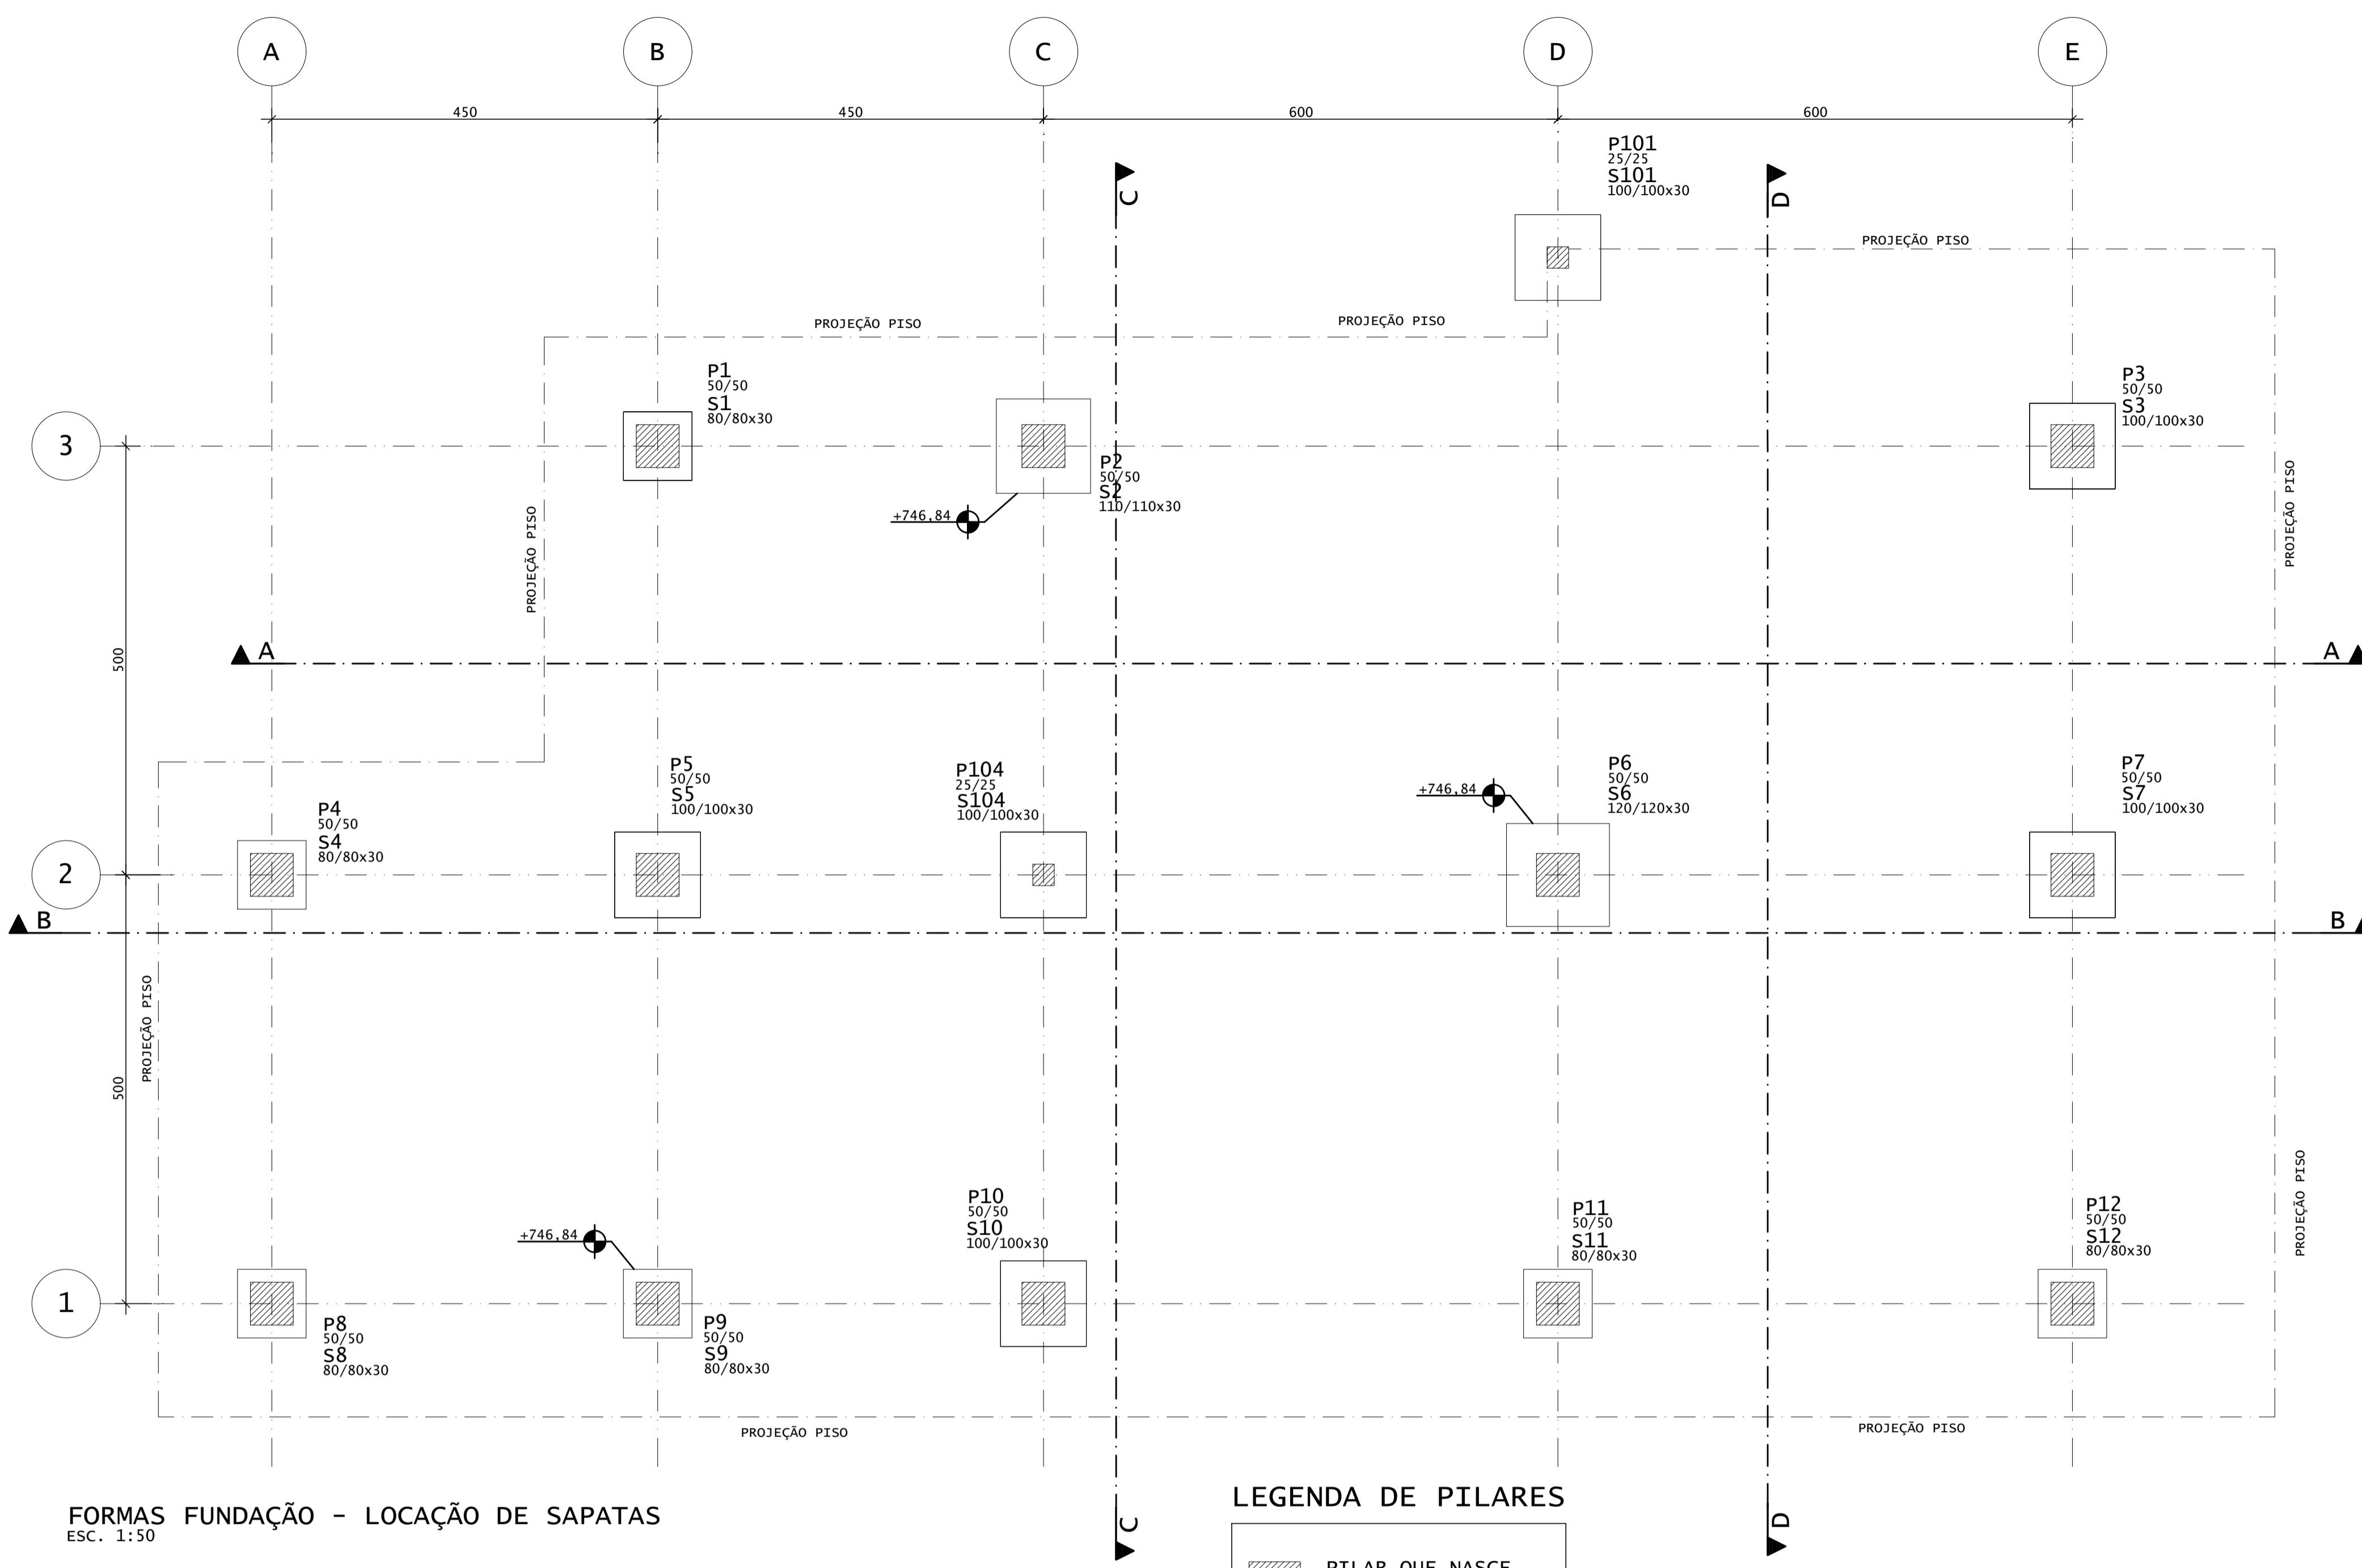 A
B
C
D
E
450
450
600
600
P101
25/25
S101
100/100x30
C
D
PROJEÇÃO PISO
PROJEÇÃO PISO
PROJEÇÃO PISO
P1
50/50
S1
80/80x30
P3
50/50
S3
100/100x30
3
P2
50/50
S2
110/110x30
+746,84
PROJEÇÃO PISO
PROJEÇÃO PISO
500
A
A
P5
50/50
S5
100/100x30
P104
25/25
S104
100/100x30
+746,84
P6
50/50
S6
120/120x30
P7
50/50
S7
100/100x30
P4
50/50
S4
80/80x30
2
B
B
PROJEÇÃO PISO
500
PROJEÇÃO PISO
P10
50/50
S10
100/100x30
P11
50/50
S11
80/80x30
P12
50/50
S12
80/80x30
+746,84
1
P8
50/50
S8
80/80x30
P9
50/50
S9
80/80x30
PROJEÇÃO PISO
PROJEÇÃO PISO
LEGENDA DE PILARES
FORMAS FUNDAÇÃO - LOCAÇÃO DE SAPATAS
ESC. 1:50
C
D
PILAR QUE NASCE